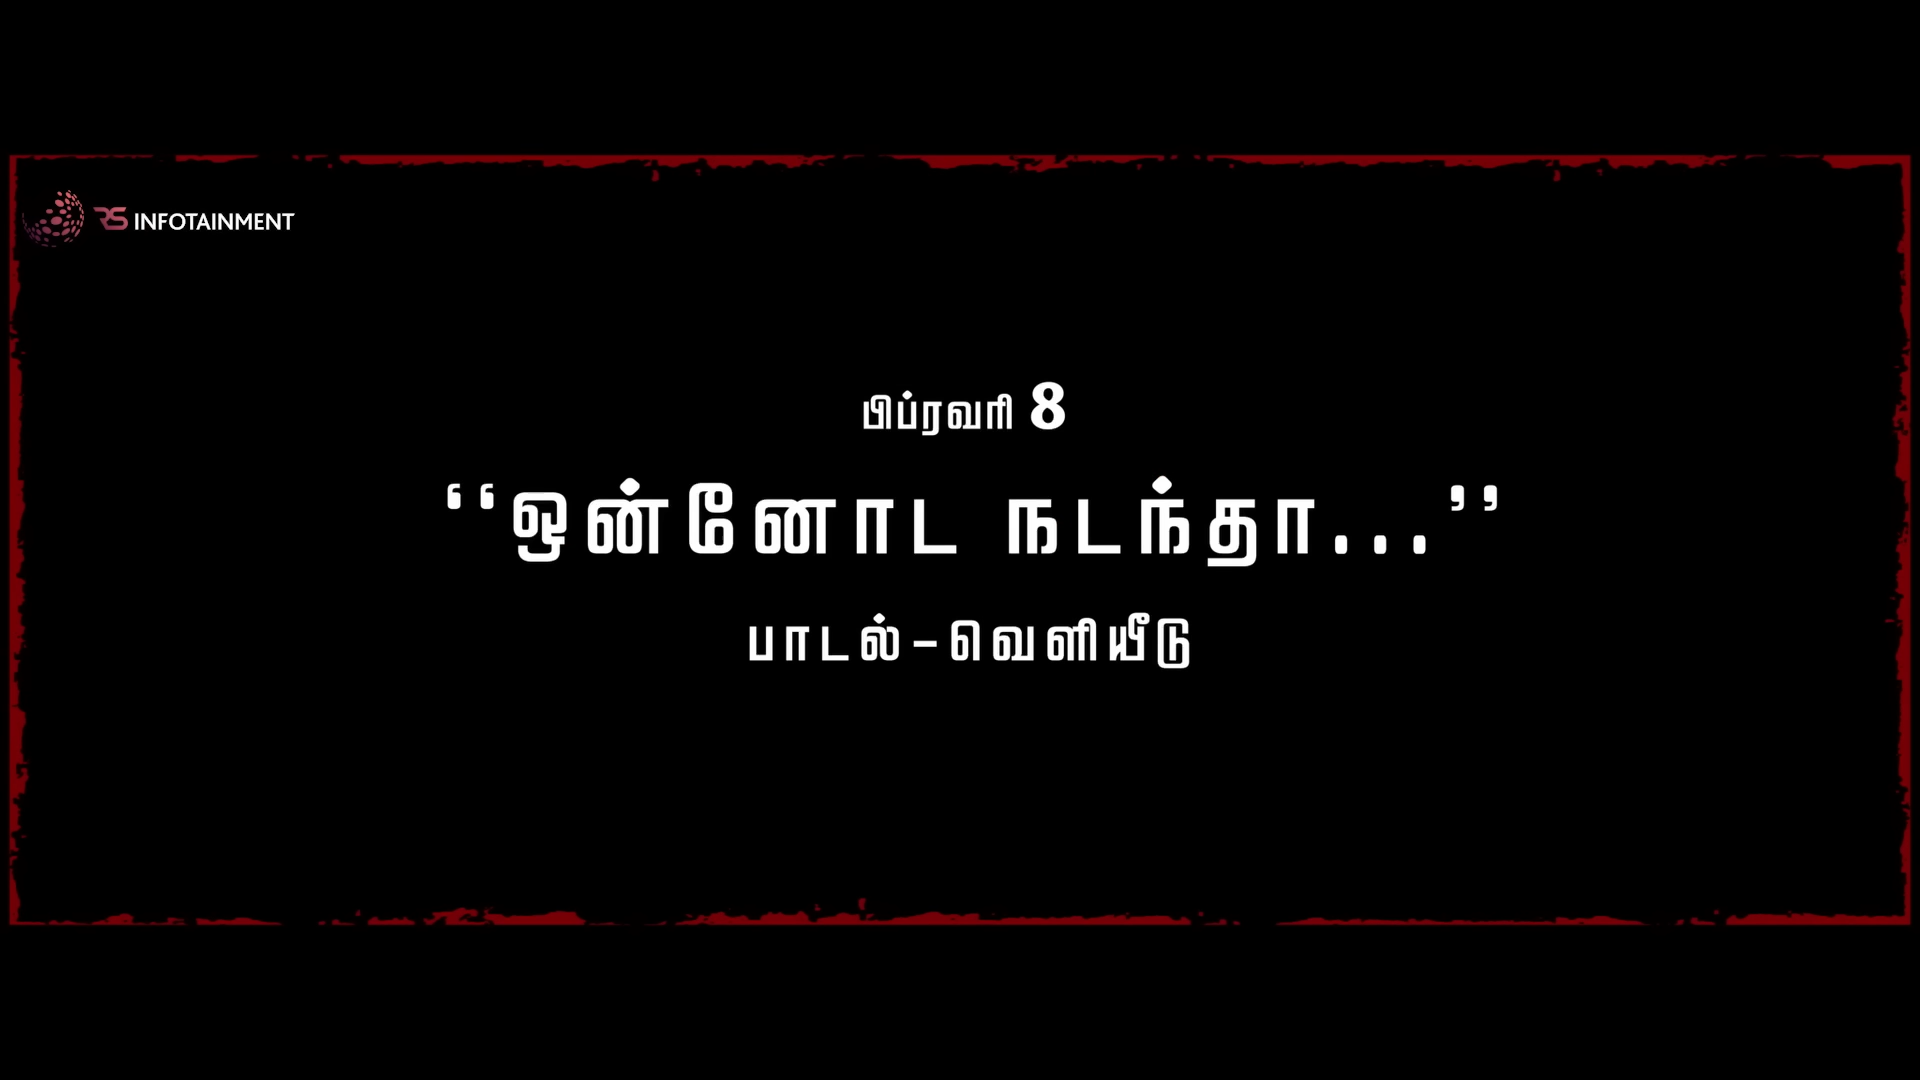 RS INFOTAINMENT
பிப்ரவரி 8
“ஒன்னோட நடந்தா...”
பாடல்-வெளியீடு